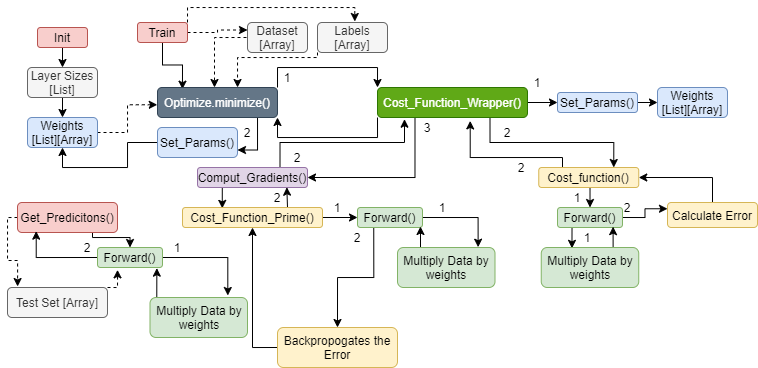 Init
Train
Dataset
[Array]
Labels
[Array]
Layer Sizes
[List]
1
Optimize.minimize()
Cost_Function_Wrapper()
1
Set_Params()
Weights
[List][Array]
Weights
[List][Array]
2
Set_Params()
3
2
2
2
Comput_Gradients()
Cost_function()
2
1
Get_Predicitons()
Cost_Function_Prime()
1
Forward()
1
Forward()
2
Calculate Error
2
1
2
1
Forward()
Multiply Data by
weights
Multiply Data by
weights
Test Set [Array]
Multiply Data by
weights
Backpropogates the
Error